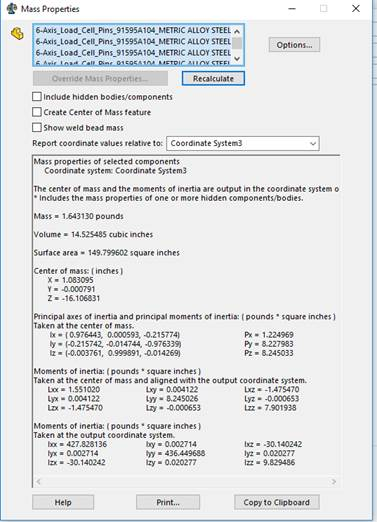 Mass Properties
6-Axis_Load_Cell_Pins_91595A104_METRIC ALLOY STEEL
6-Axis_Load_Cell_Pins_91595A104_METRIC ALLOY STEEL
6-Axis_Load_Cell_Pins_91595A104_METRIC ALLOY STEEL
6-Axis_Load_Cell_Pins_91595A104_METRIC ALLOY STEEL
Options...
Override Mass Properties... Recalculate
Include hidden bodies/components
Create Center of Mass feature
Show weld bead mass
Report coordinate values relative to: Coordinate System3
Mass properties of selected components
Coordinate system: Coordinate System3
The center of mass and the moments of inertia are output in the coordinate system o
* Includes the mass properties of one or more hidden components/bodies.
Mass = 1.643130 pounds
Volume = 14.525485 cubic inches
Surface area = 149.799602 square inches
Center of mass: ( inches )
X = 1.083095
Y = -0.000791
Z = -16.106831
Principal axes of inertia and principal moments of inertia: ( pounds * square inches )
Taken at the center of mass.
Ix = ( 0.976443, 0.000593, -0.215774) Px = 1.224969
Iy = (-0.215742, -0.014744, -0.976339) Py = 8.227983
Iz = (-0.003761, 0.999891, -0.014269) Pz = 8.245033
Moments of inertia: ( pounds * square inches )
Taken at the center of mass and aligned with the output coordinate system.
Lxx = 1.551020 Lxy = 0.004122 Lxz = -1.475470
Lyx = 0.004122 Lyy = 8.245026 Lyz = -0.000653
Lzx = -1.475470 Lzy = -0.000653 Lzz = 7.901938
Moments of inertia: ( pounds * square inches )
Taken at the output coordinate system.
Ixx = 427.828136 Ixy = 0.002714 Ixz = -30.140242
Iyx = 0.002714 Iyy = 436.449688 Iyz = 0.020277
Izx = -30.140242 Izy = 0.020277 Izz = 9.829486
Help Print... Copy to Clipboard